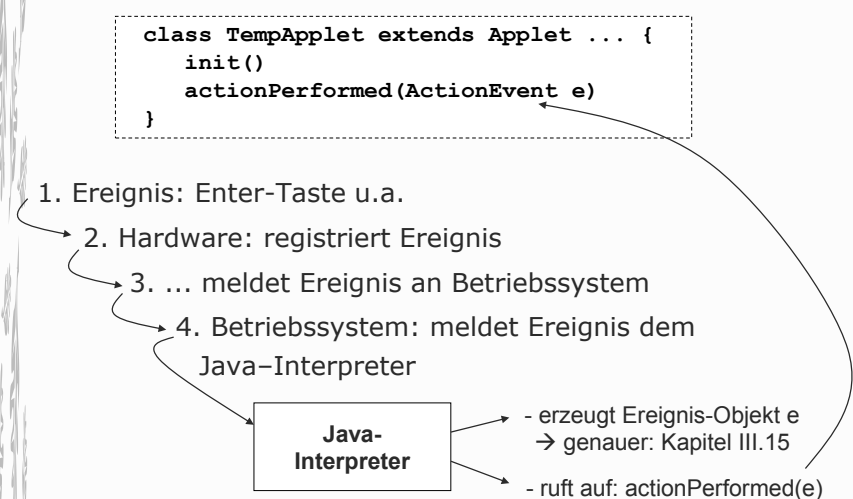 class TempApplet extends Applet ... {
init()
actionPerformed(ActionEvent e)
}
1. Ereignis: Enter-Taste u.a.
2. Hardware: registriert Ereignis
3. ... meldet Ereignis an Betriebssystem
4. Betriebssystem: meldet Ereignis dem
Java–Interpreter
Java-
Interpreter
- erzeugt Ereignis-Objekt e
→ genauer: Kapitel III.15
- ruft auf: actionPerformed(e)